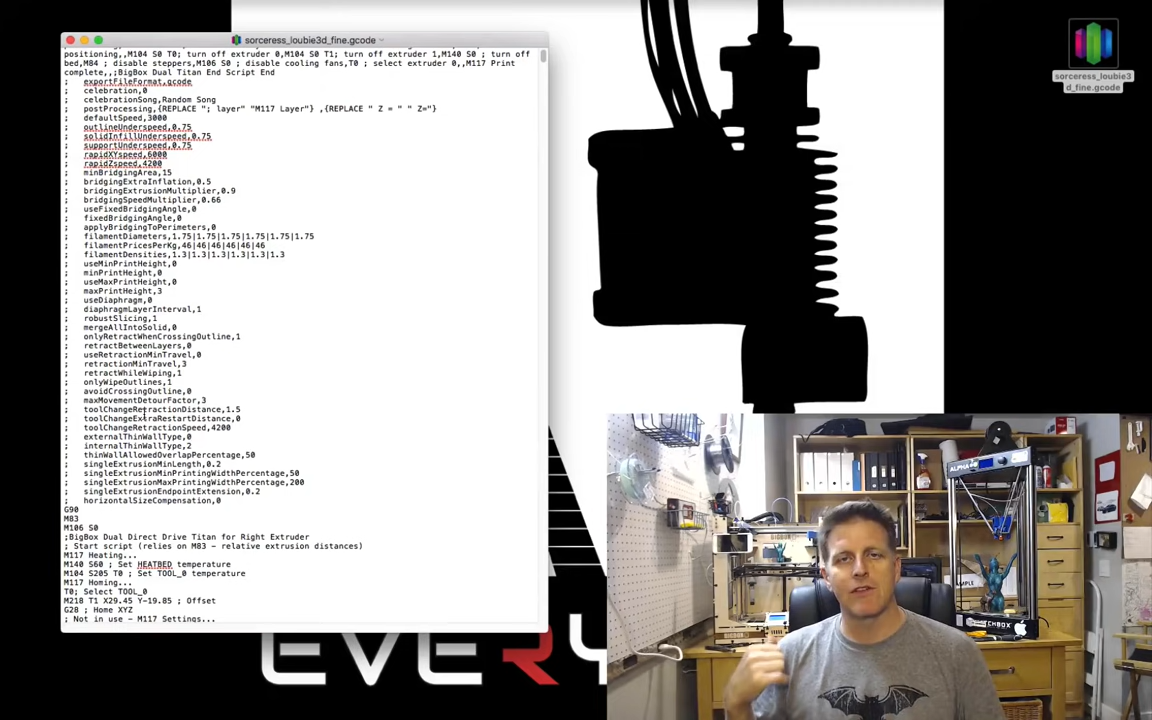 sorceress_loubie3d_fine.gcode
positioning,,M104 S0 T0; turn off extruder 0,M104 S0 T1; turn off extruder 1,M140 S0 ; turn off
bed,M84 ; disable steppers,M106 S0 ; disable cooling fans,T0 ; select extruder 0,,M117 Print
complete,,;BigBox Dual Titan End Script End
;   exportFileFormat,gcode
;   celebration,0
;   celebrationSong,Random Song
;   postProcessing,{REPLACE "; layer" "M117 Layer"} ,{REPLACE " Z = " " Z="}
;   defaultSpeed,3000
;   outlineUnderspeed,0.75
;   solidInfillUnderspeed,0.75
;   supportUnderspeed,0.75
;   rapidXYspeed,6000
;   rapidZspeed,4200
;   minBridgingArea,15
;   bridgingExtraInflation,0.5
;   bridgingExtrusionMultiplier,0.9
;   bridgingSpeedMultiplier,0.66
;   useFixedBridgingAngle,0
;   fixedBridgingAngle,0
;   applyBridgingToPerimeters,0
;   filamentDiameters,1.75|1.75|1.75|1.75|1.75|1.75
;   filamentPricesPerKg,46|46|46|46|46|46
;   filamentDensities,1.3|1.3|1.3|1.3|1.3|1.3
;   useMinPrintHeight,0
;   minPrintHeight,0
;   useMaxPrintHeight,0
;   maxPrintHeight,3
;   useDiaphragm,0
;   diaphragmLayerInterval,1
;   robustSlicing,1
;   mergeAllIntoSolid,0
;   onlyRetractWhenCrossingOutline,1
;   retractBetweenLayers,0
;   useRetractionMinTravel,0
;   retractionMinTravel,3
;   retractWhileWiping,1
;   onlyWipeOutlines,1
;   avoidCrossingOutline,0
;   maxMovementDetourFactor,3
;   toolChangeRetractionDistance,1.5
;   toolChangeExtraRestartDistance,0
;   toolChangeRetractionSpeed,4200
;   externalThinWallType,0
;   internalThinWallType,2
;   thinWallAllowedOverlapPercentage,50
;   singleExtrusionMinLength,0.2
;   singleExtrusionMinPrintingWidthPercentage,50
;   singleExtrusionMaxPrintingWidthPercentage,200
;   singleExtrusionEndpointExtension,0.2
;   horizontalSizeCompensation,0
G90
M83
M106 S0
;BigBox Dual Direct Drive Titan for Right Extruder
; Start script (relies on M83 - relative extrusion distances)
M117 Heating...
M140 S60 ; Set HEATBED temperature
M104 S205 T0 ; Set TOOL_0 temperature
M117 Homing...
T0; Select TOOL_0
M218 T1 X29.45 Y-19.85 ; Offset
G28 ; Home XYZ
; Not in use - M117 Settings...
sorceress_loubie3
d_fine.gcode
EVERY
ALPHA
BIGBOX